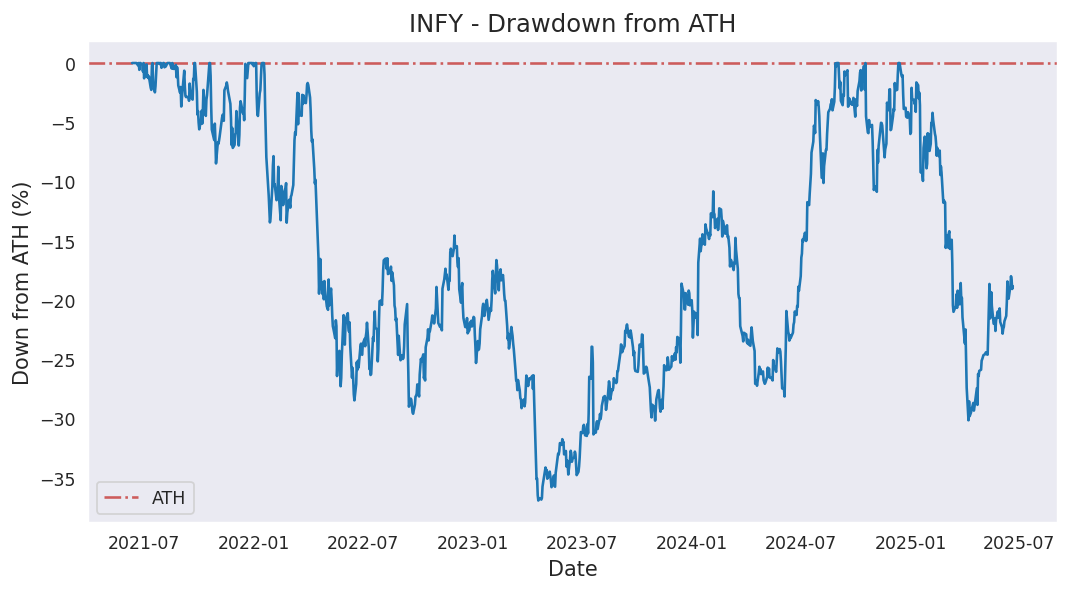 INFY - Drawdown from ATH
Down from ATH (%)
0
−5
−10
−15
−20
−25
−30
−35
ATH
2021-07 2022-01 2022-07 2023-01 2023-07 2024-01 2024-07 2025-01 2025-07
Date